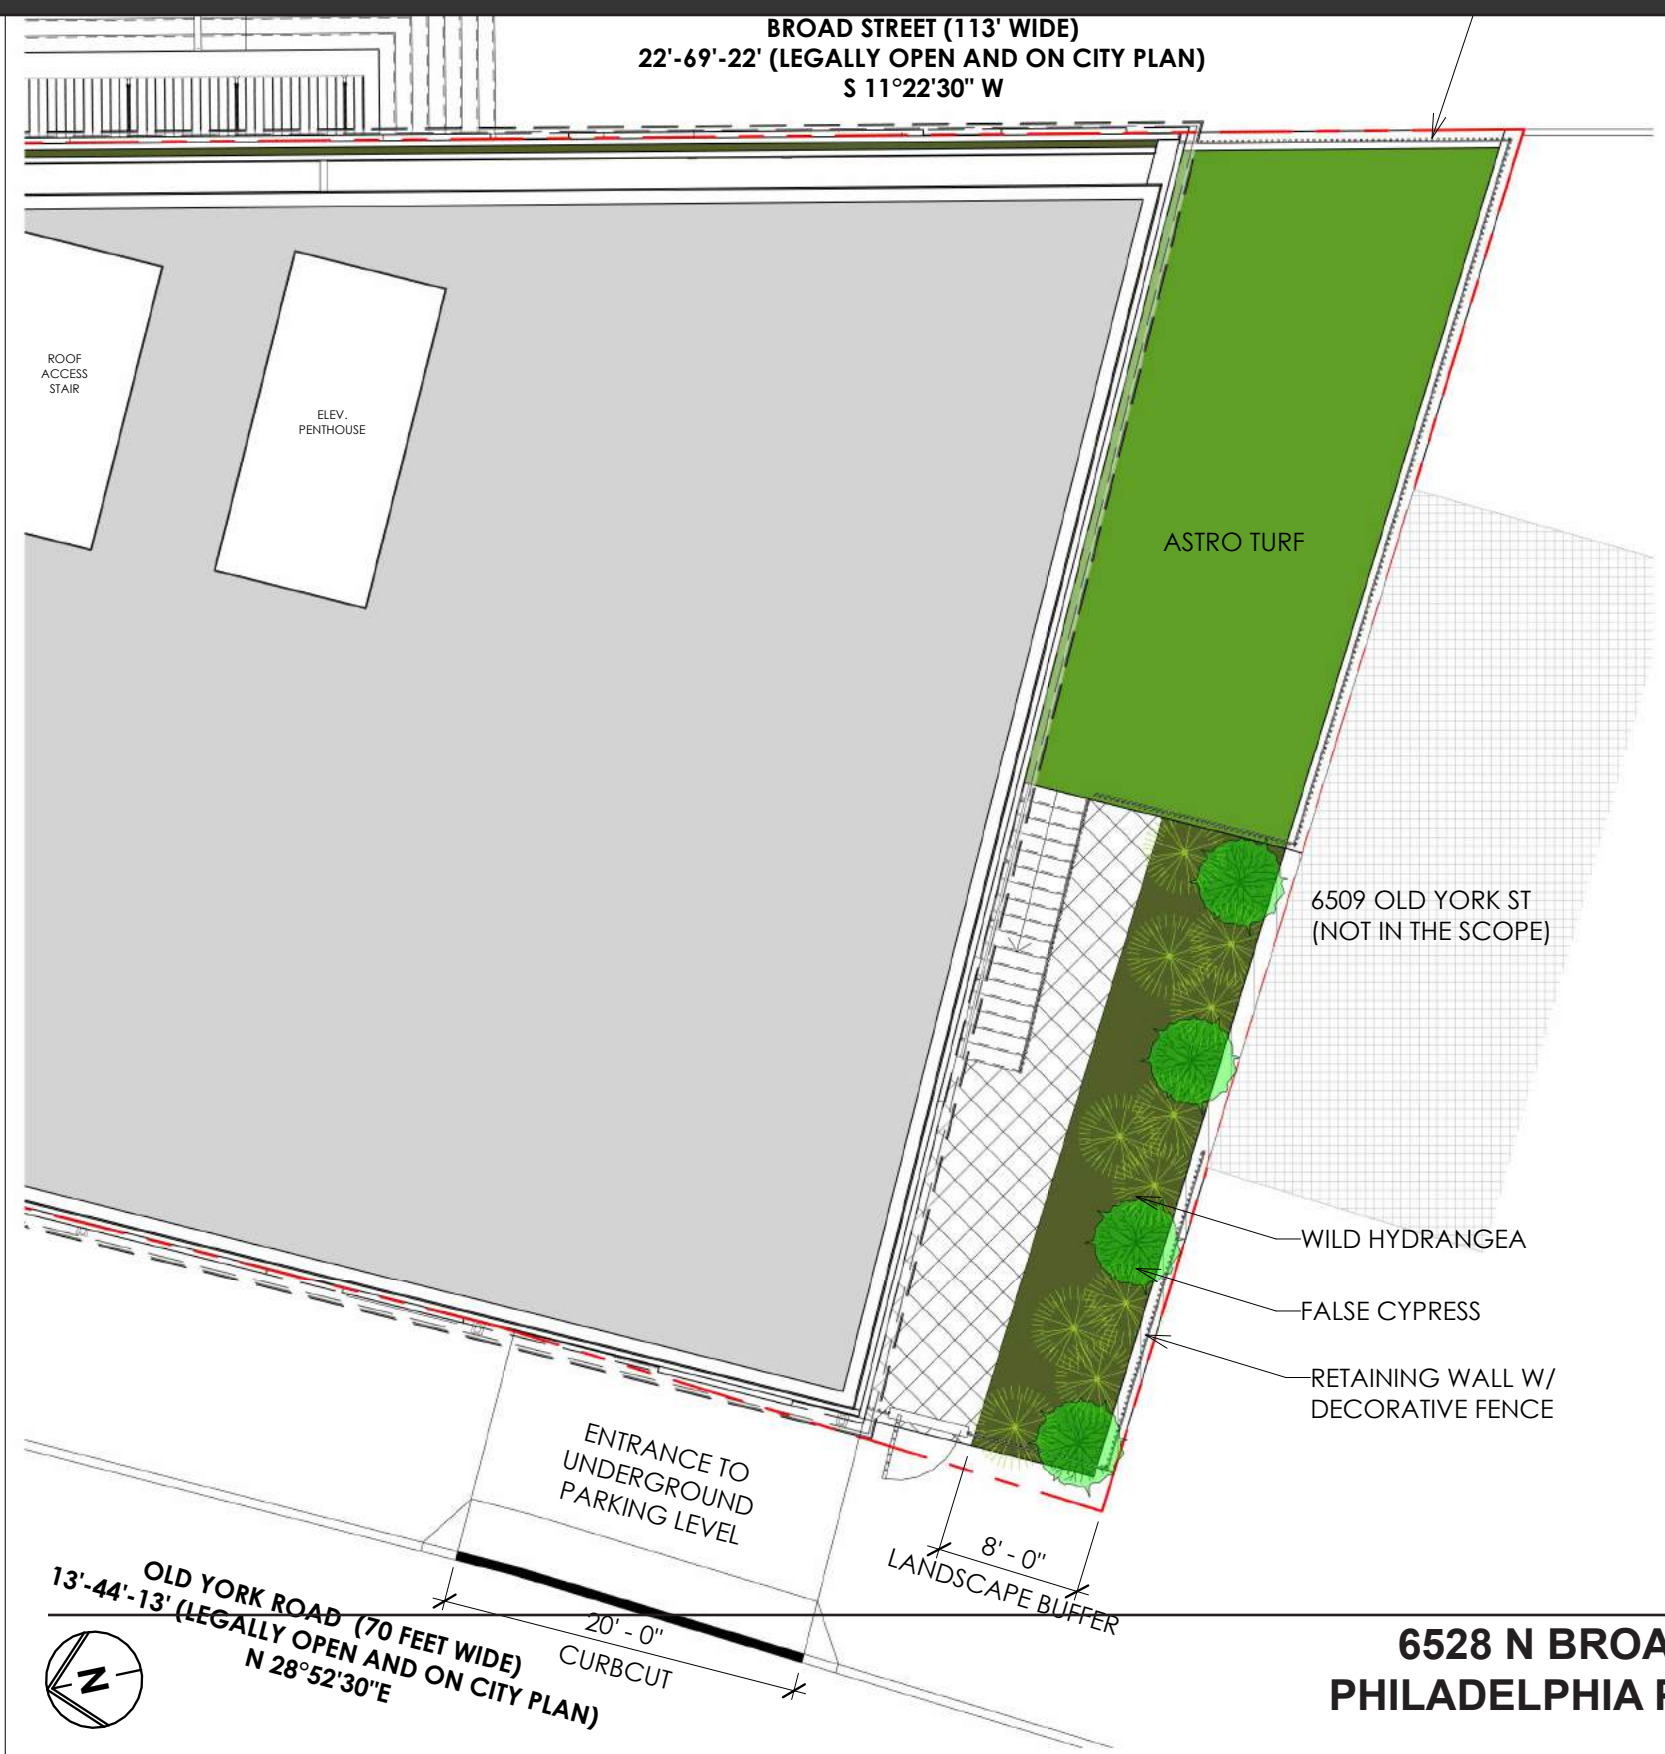 BROAD STREET (113' WIDE)
22'-69'-22' (LEGALLY OPEN AND ON CITY PLAN)
S 11°22'30" W
ROOF
ACCESS
STAIR
ELEV.
PENTHOUSE
ASTRO TURF
6509 OLD YORK ST
(NOT IN THE SCOPE)
WILD HYDRANGEA
FALSE CYPRESS
RETAINING WALL W/
DECORATIVE FENCE
ENTRANCE TO
UNDERGROUND
PARKING LEVEL
8' - 0"
LANDSCAPE BUFFER
OLD YORK ROAD (70 FEET WIDE)
13'-44'-13' (LEGALLY OPEN AND ON CITY PLAN)
N 28°52'30"E
20' - 0"
CURBCUT
N
6528 N BROA
PHILADELPHIA P